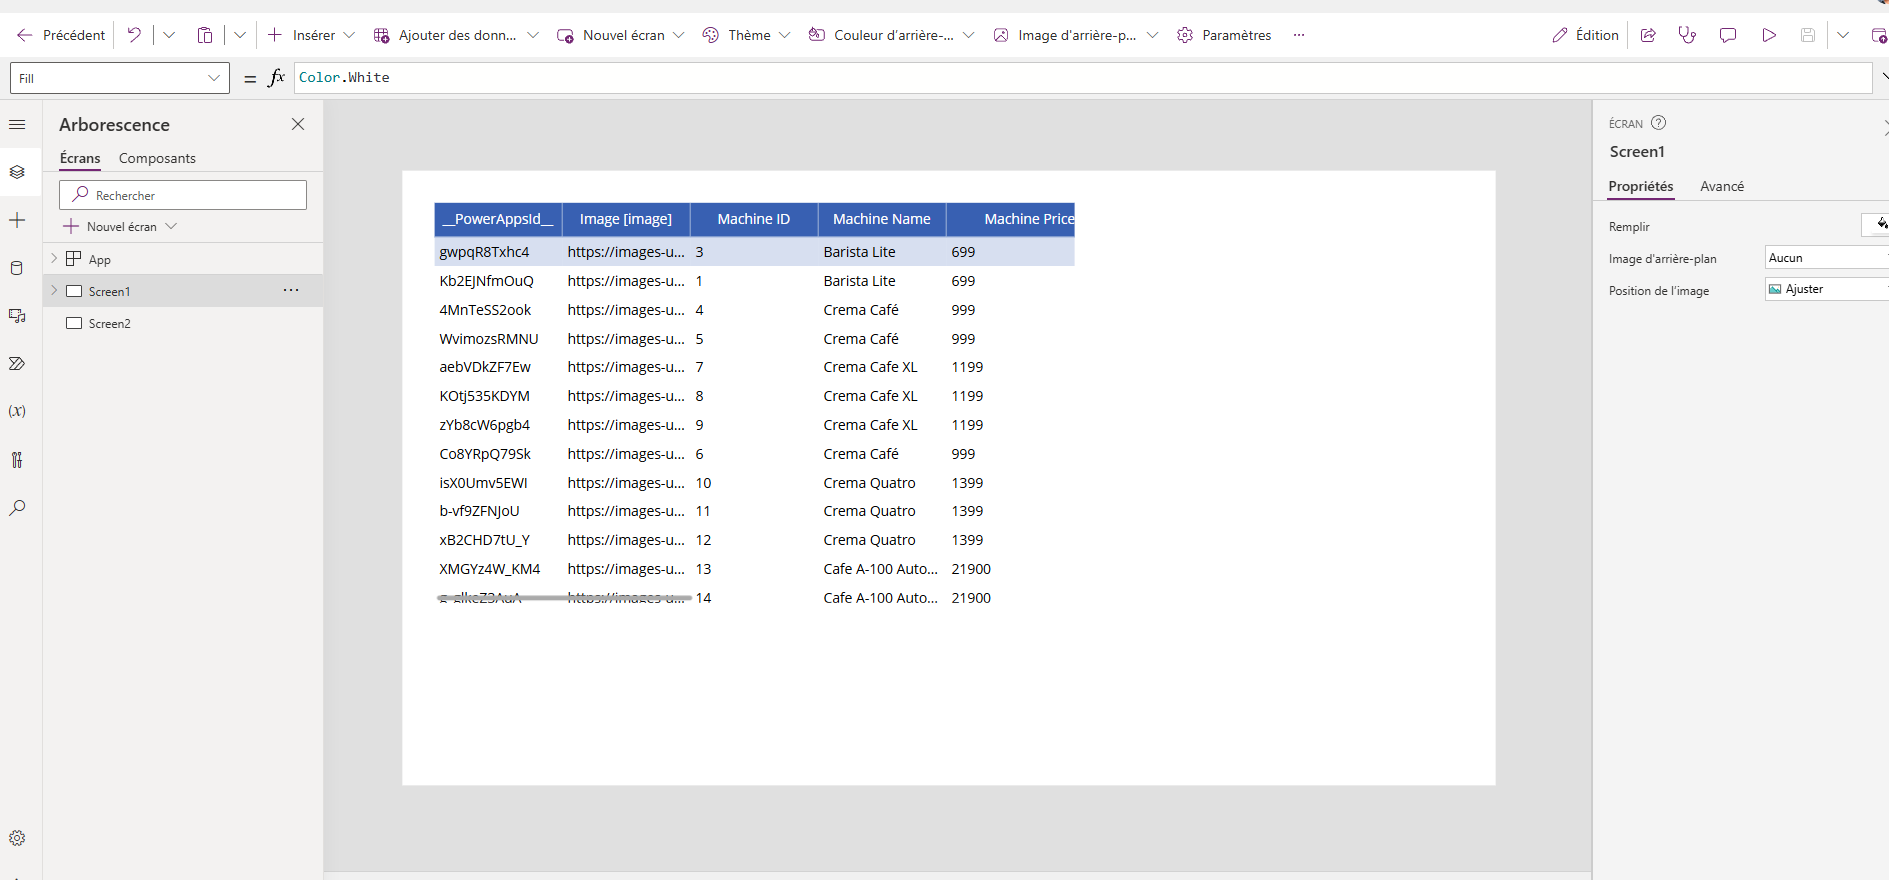 Précédent Insérer Ajouter des donn... Nouvel écran Thème Couleur d'arrière-... Image d'arrière-p... Paramètres ... Édition
Fill = fx Color.White
Arborescence
Écrans Composants
Rechercher
Nouvel écran
App
Screen1 ...
Screen2
(x)
__PowerAppsId__ Image [image] Machine ID Machine Name Machine Price
gwpqR8Txhc4 https://images-u... 3 Barista Lite 699
Kb2EJNfmOuQ https://images-u... 1 Barista Lite 699
4MnTeSS2ook https://images-u... 4 Crema Café 999
WvimozsRMNU https://images-u... 5 Crema Café 999
aebVDkZF7Ew https://images-u... 7 Crema Cafe XL 1199
KOtj535KDYM https://images-u... 8 Crema Cafe XL 1199
zYb8cW6pgb4 https://images-u... 9 Crema Cafe XL 1199
Co8YRpQ79Sk https://images-u... 6 Crema Café 999
isX0Umv5EWI https://images-u... 10 Crema Quatro 1399
b-vf9ZFNJoU https://images-u... 11 Crema Quatro 1399
xB2CHD7tU_Y https://images-u... 12 Crema Quatro 1399
XMGYz4W_KM4 https://images-u... 13 Cafe A-100 Auto... 21900
https://images-u... 14 Cafe A-100 Auto... 21900
ÉCRAN ?
Screen1
Propriétés Avancé
Remplir
Image d'arrière-plan Aucun
Position de l'image Ajuster